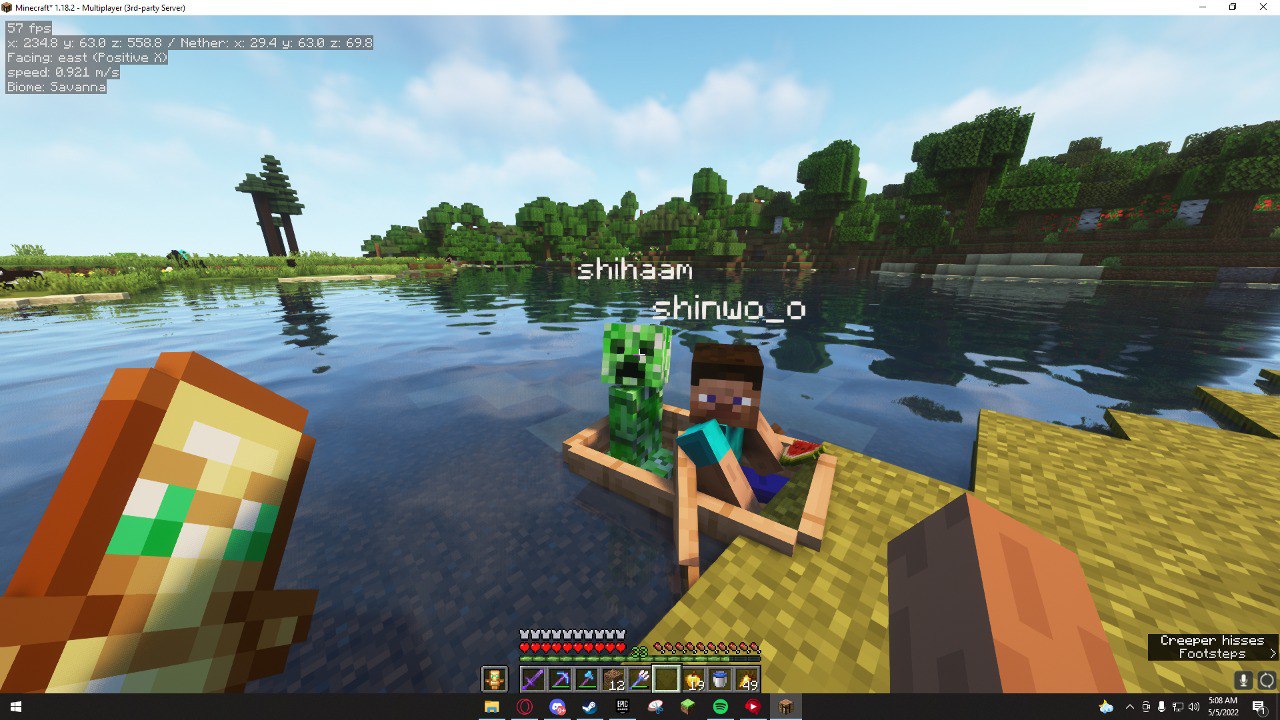 Minecraft* 1.18.2 - Multiplayer (3rd-party Server)
57 fps
x: 234.8 y: 63.0 z: 558.8 / Nether: x: 29.4 y: 63.0 z: 69.8
Facing: east (Positive X)
speed: 0.921 m/s
Biome: Savanna
shihaam
shinwo_o
Creeper hisses
Footsteps >
38
12
19
49
EPIC
5:08 AM
5/5/2022